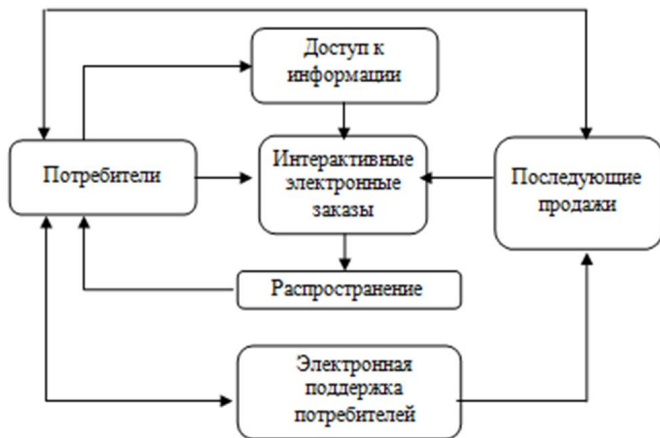 Доступ к
информации
Потребители
Интерактивные
электронные
заказы
Последующие
продажи
Распространение
Электронная
поддержка
потребителей